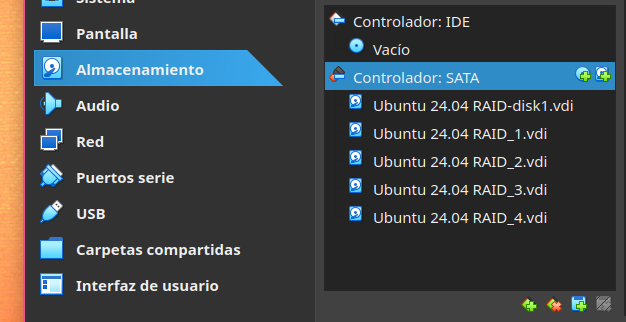 Sistema
Pantalla
Almacenamiento
Audio
Red
Puertos serie
USB
Carpetas compartidas
Interfaz de usuario
Controlador: IDE
Vacío
Controlador: SATA
Ubuntu 24.04 RAID-disk1.vdi
Ubuntu 24.04 RAID_1.vdi
Ubuntu 24.04 RAID_2.vdi
Ubuntu 24.04 RAID_3.vdi
Ubuntu 24.04 RAID_4.vdi